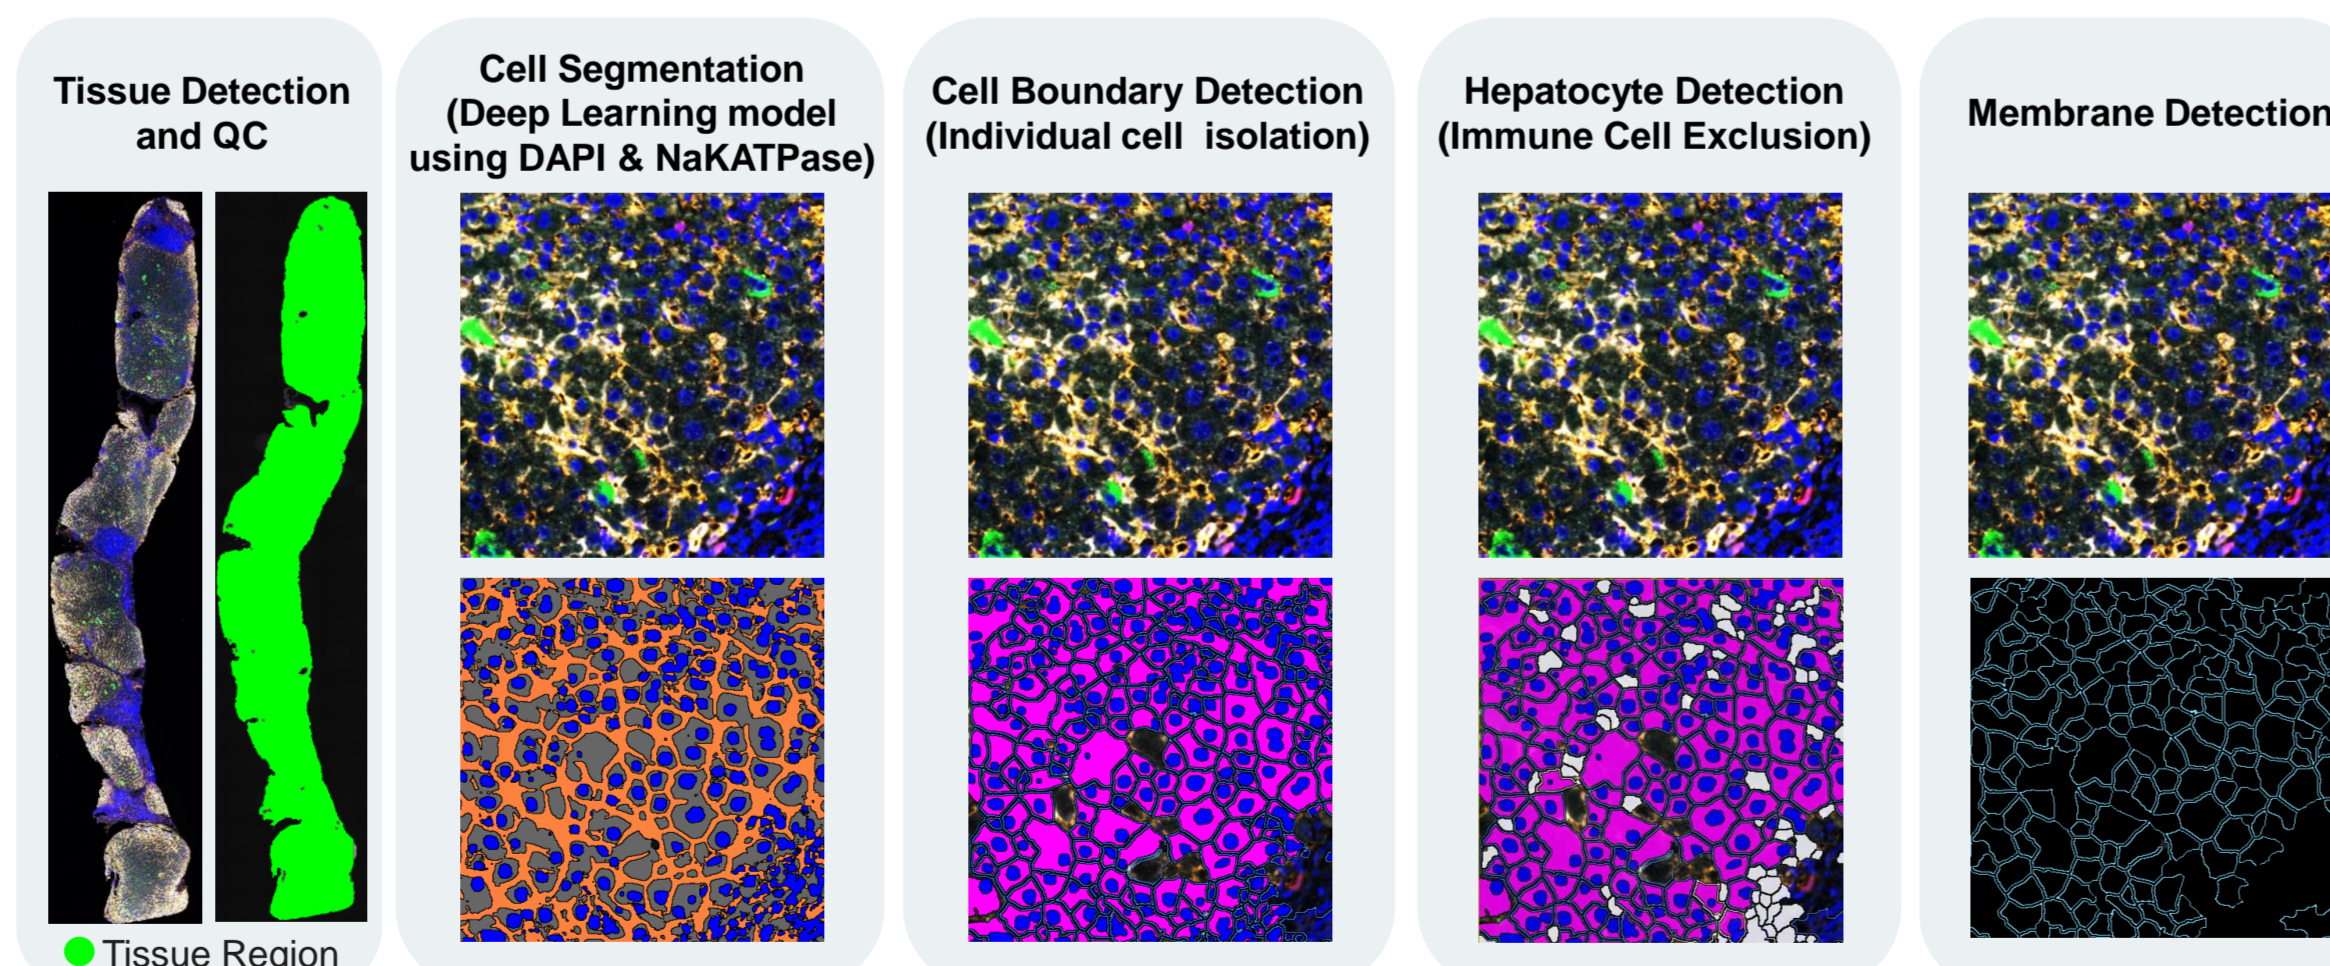 Tissue Detection
and QC
Cell Segmentation
(Deep Learning model
using DAPI & NaKATPase)
Cell Boundary Detection
(Individual cell  isolation)
Hepatocyte Detection
(Immune Cell Exclusion)
Membrane Detection
Tissue Region